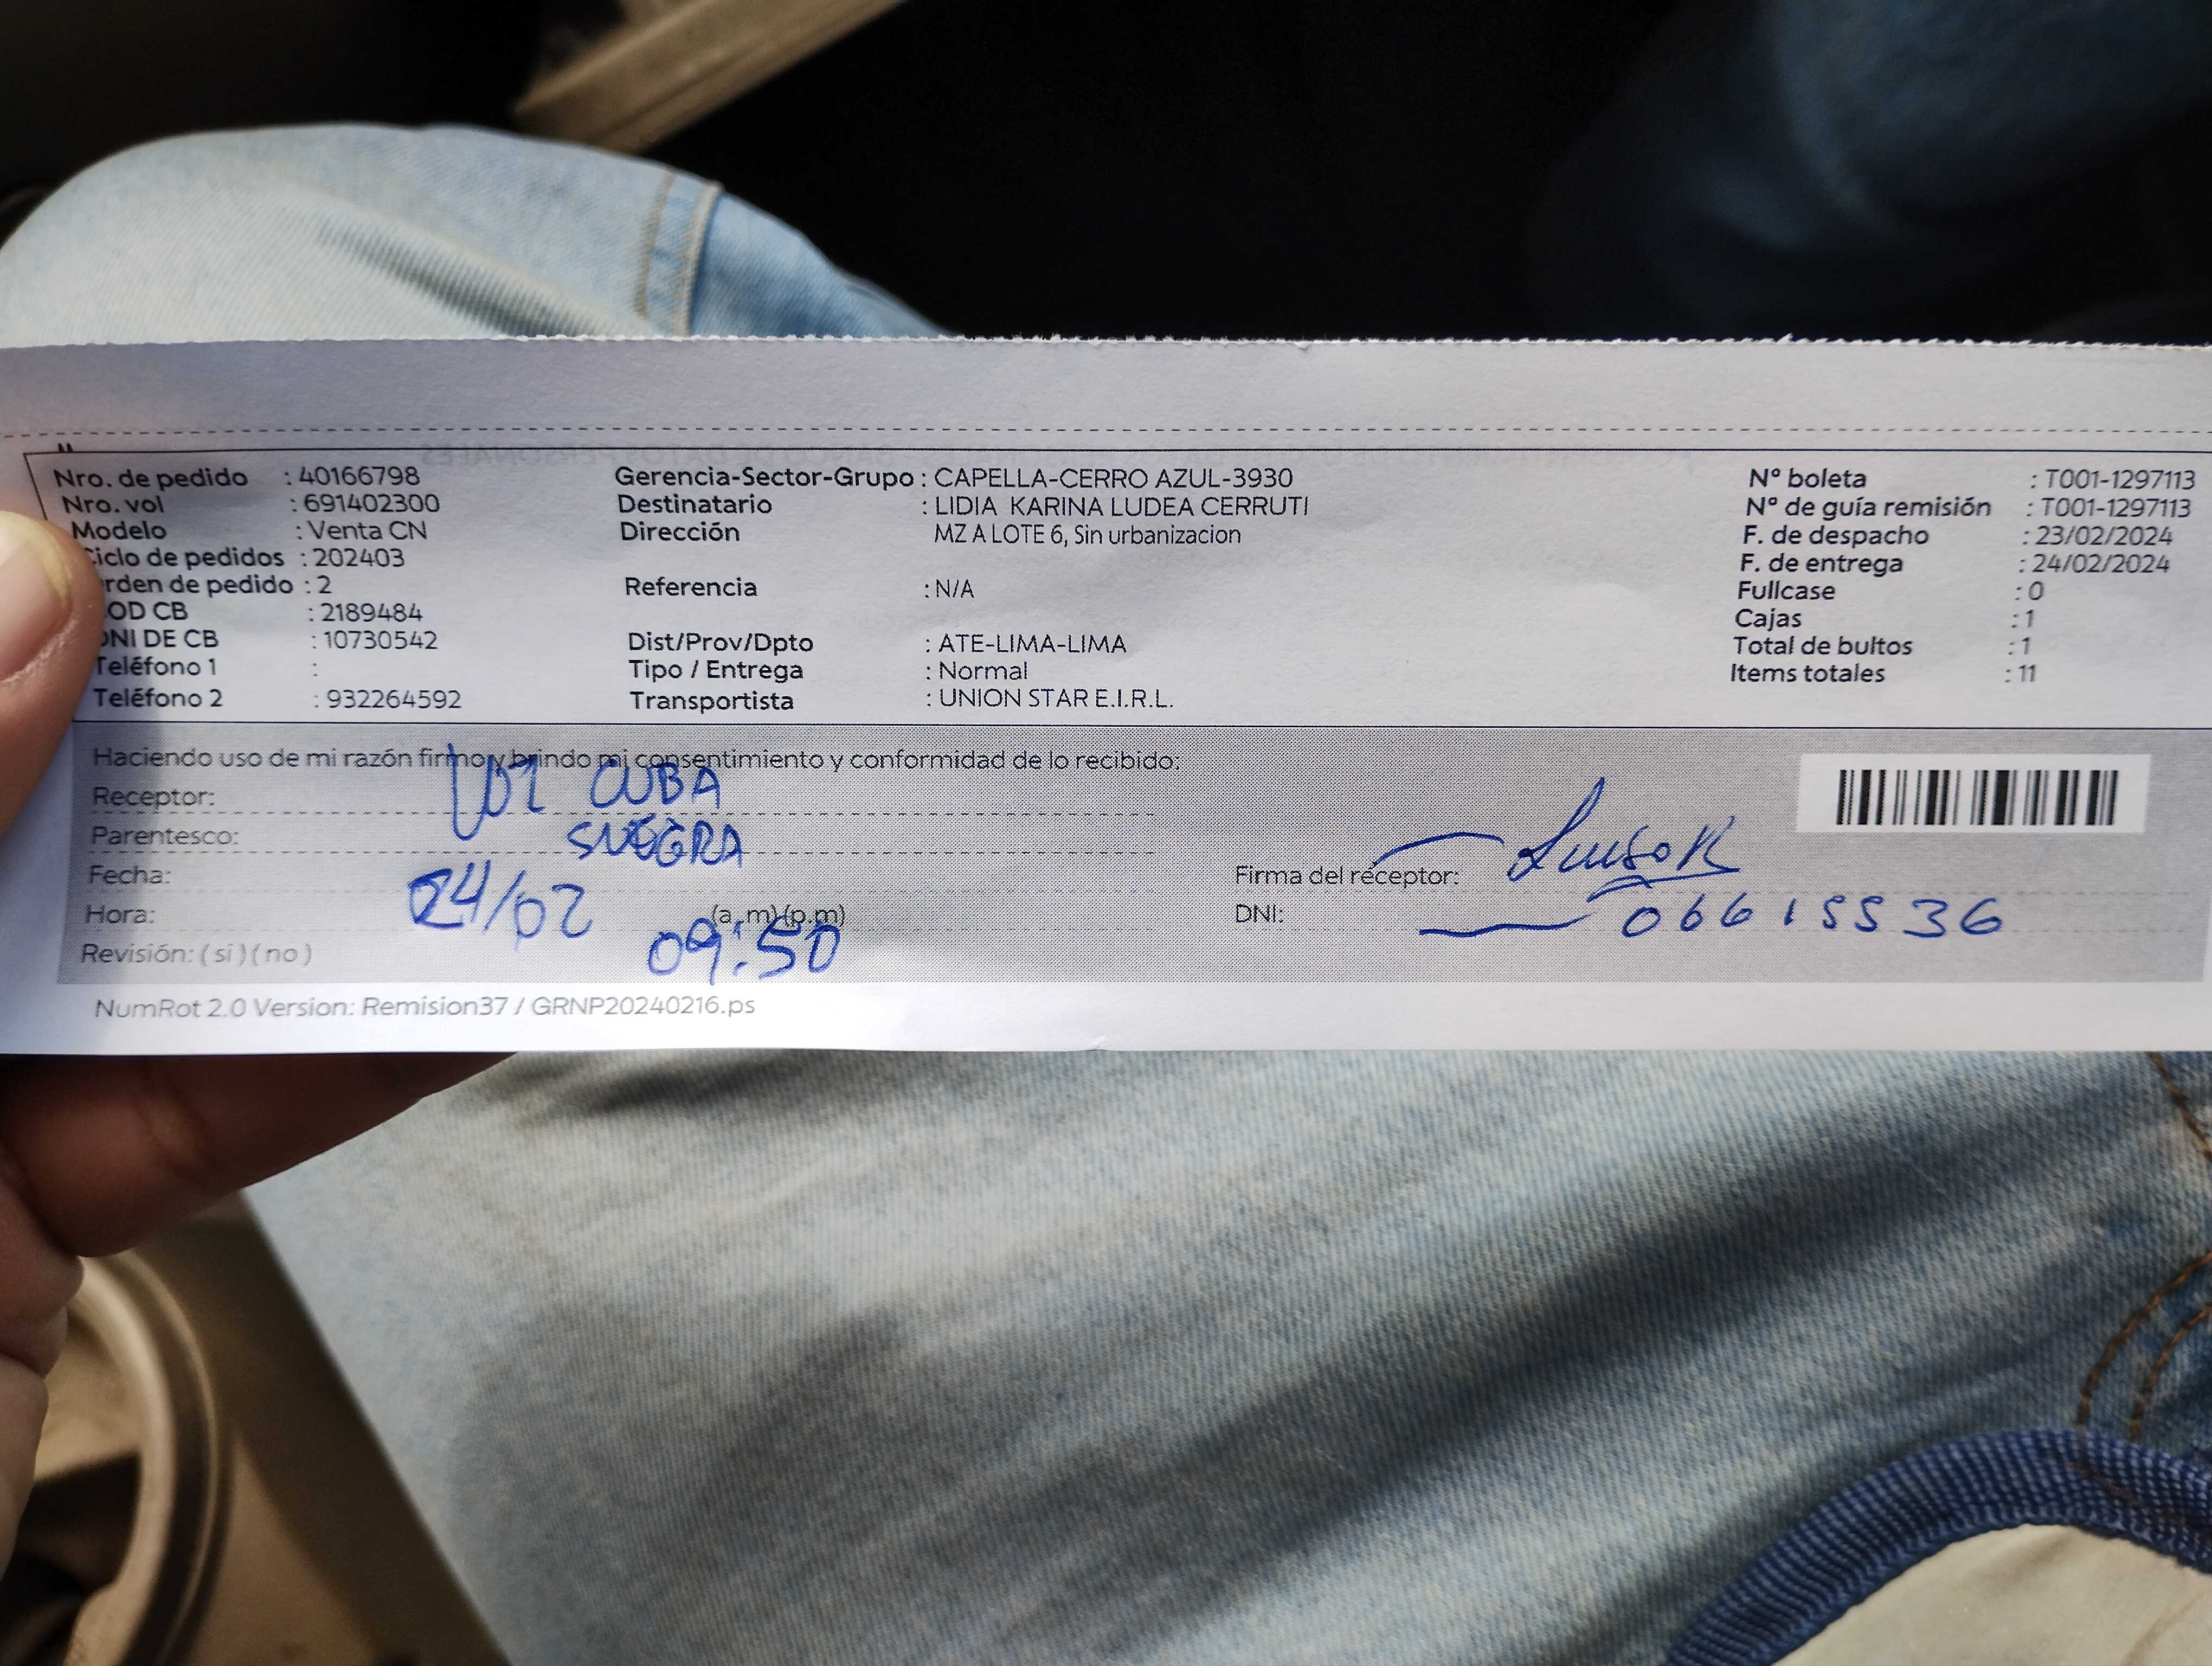 Nro. de pedido : 40166798
Nro. vol : 691402300
Modelo : Venta CN
Ciclo de pedidos : 202403
rden de pedido : 2
OD CB : 2189484
DNI DE CB : 10730542
Teléfono 1 :
Teléfono 2 : 932264592
Gerencia-Sector-Grupo : CAPELLA-CERRO AZUL-3930
Destinatario : LIDIA KARINA LUDEA CERRUTI
Dirección MZ A LOTE 6, Sin urbanizacion
Referencia : N/A
Dist/Prov/Dpto : ATE-LIMA-LIMA
Tipo / Entrega : Normal
Transportista : UNION STAR E.I.R.L.
N° boleta : T001-1297113
N° de guía remisión : T001-1297113
F. de despacho : 23/02/2024
F. de entrega : 24/02/2024
Fullcase : 0
Cajas : 1
Total de bultos : 1
Items totales : 11
Haciendo uso de mi razón firmo y brindo mi consentimiento y conformidad de lo recibido:
Receptor: CUBA
Parentesco: SUEGRA
Fecha: 24/02
Hora: (a.m)(p.m) 09:50
Revisión: (si)(no)
Firma del receptor:
DNI: 06615536
NumRot 2.0 Version: Remision37 / GRNP20240216.ps